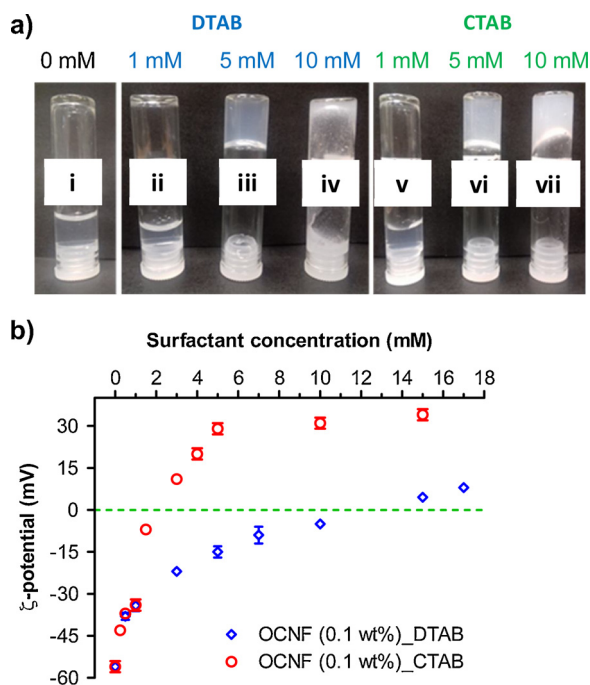 a)
DTAB CTAB
0 mM 1 mM 5 mM 10 mM 1 mM 5 mM 10 mM
i ii iii iv v vi vii
b)
Surfactant concentration (mM)
0 2 4 6 8 10 12 14 16 18
30
15
0
-15
-30
-45
-60
ζ-potential (mV)
OCNF (0.1 wt%)_DTAB
OCNF (0.1 wt%)_CTAB